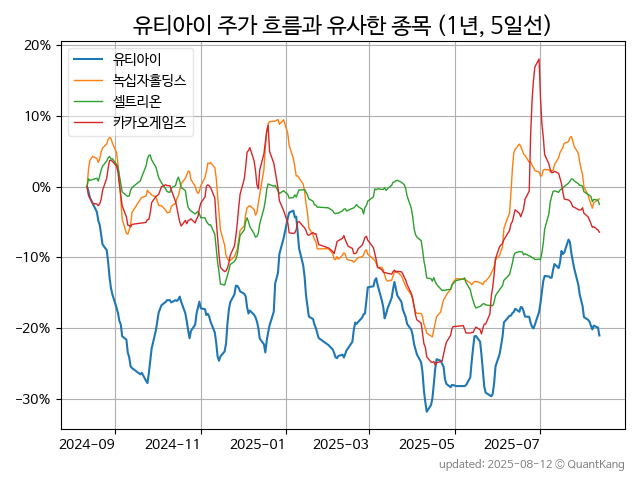 유티아이 주가 흐름과 유사한 종목 (1년, 5일선)
유티아이
녹십자홀딩스
셀트리온
카카오게임즈
20%
10%
0%
−10%
−20%
−30%
2024-09
2024-11
2025-01
2025-03
2025-05
2025-07
updated: 2025-08-12 © QuantKang